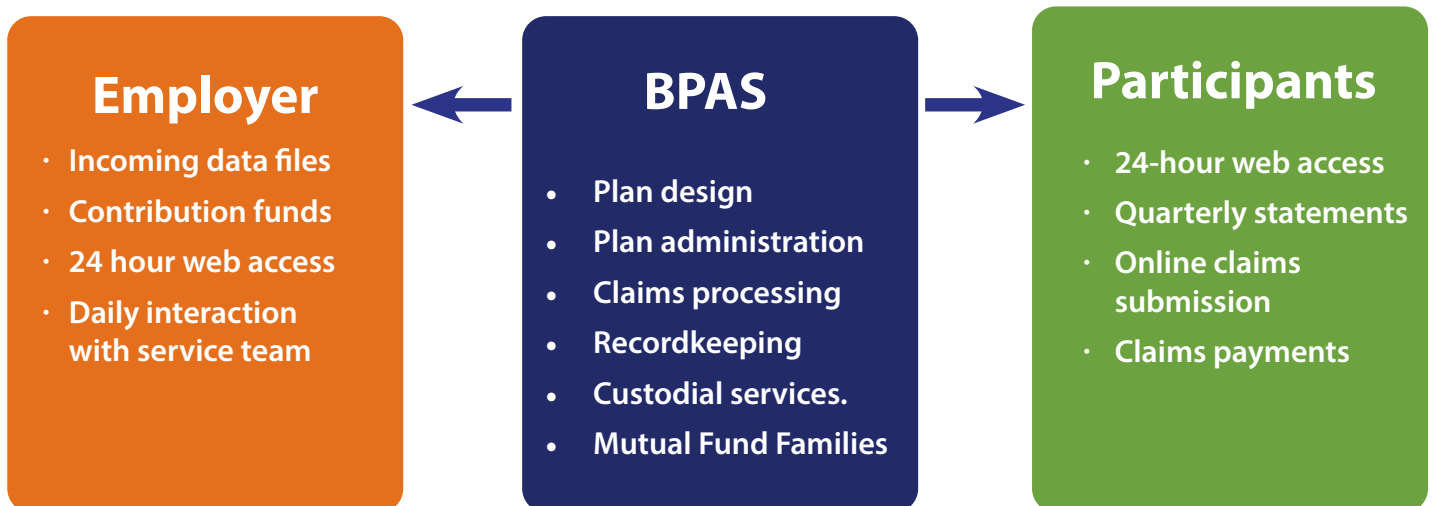 Employer
· Incoming data files
· Contribution funds
· 24 hour web access
· Daily interaction
with service team
BPAS
• Plan design
• Plan administration
• Claims processing
• Recordkeeping
• Custodial services.
• Mutual Fund Families
Participants
· 24-hour web access
· Quarterly statements
· Online claims
submission
· Claims payments